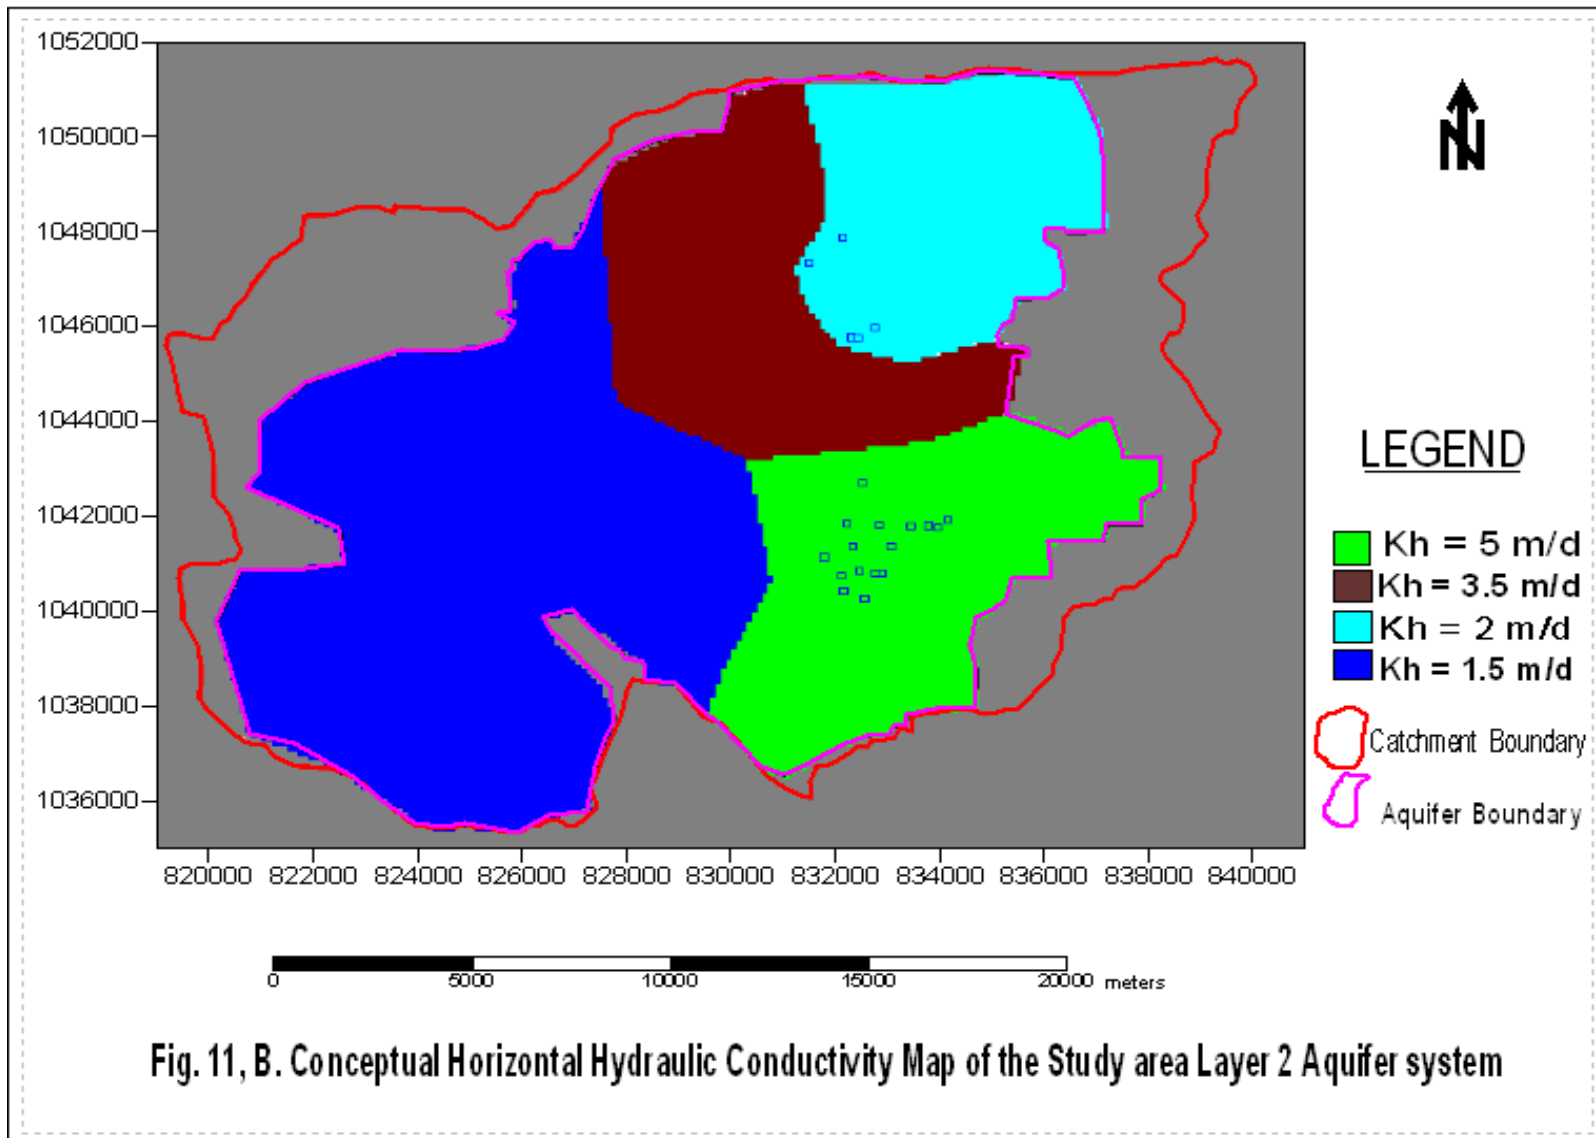 1052000
1050000
1048000
1046000
1044000
1042000
1040000
1038000
1036000
820000 822000 824000 826000 828000 830000 832000 834000 836000 838000 840000
N
LEGEND
Kh = 5 m/d
Kh = 3.5 m/d
Kh = 2 m/d
Kh = 1.5 m/d
Catchment Boundary
Aquifer Boundary
0 5000 10000 15000 20000 meters
Fig. 11, B. Conceptual Horizontal Hydraulic Conductivity Map of the Study area Layer 2 Aquifer system